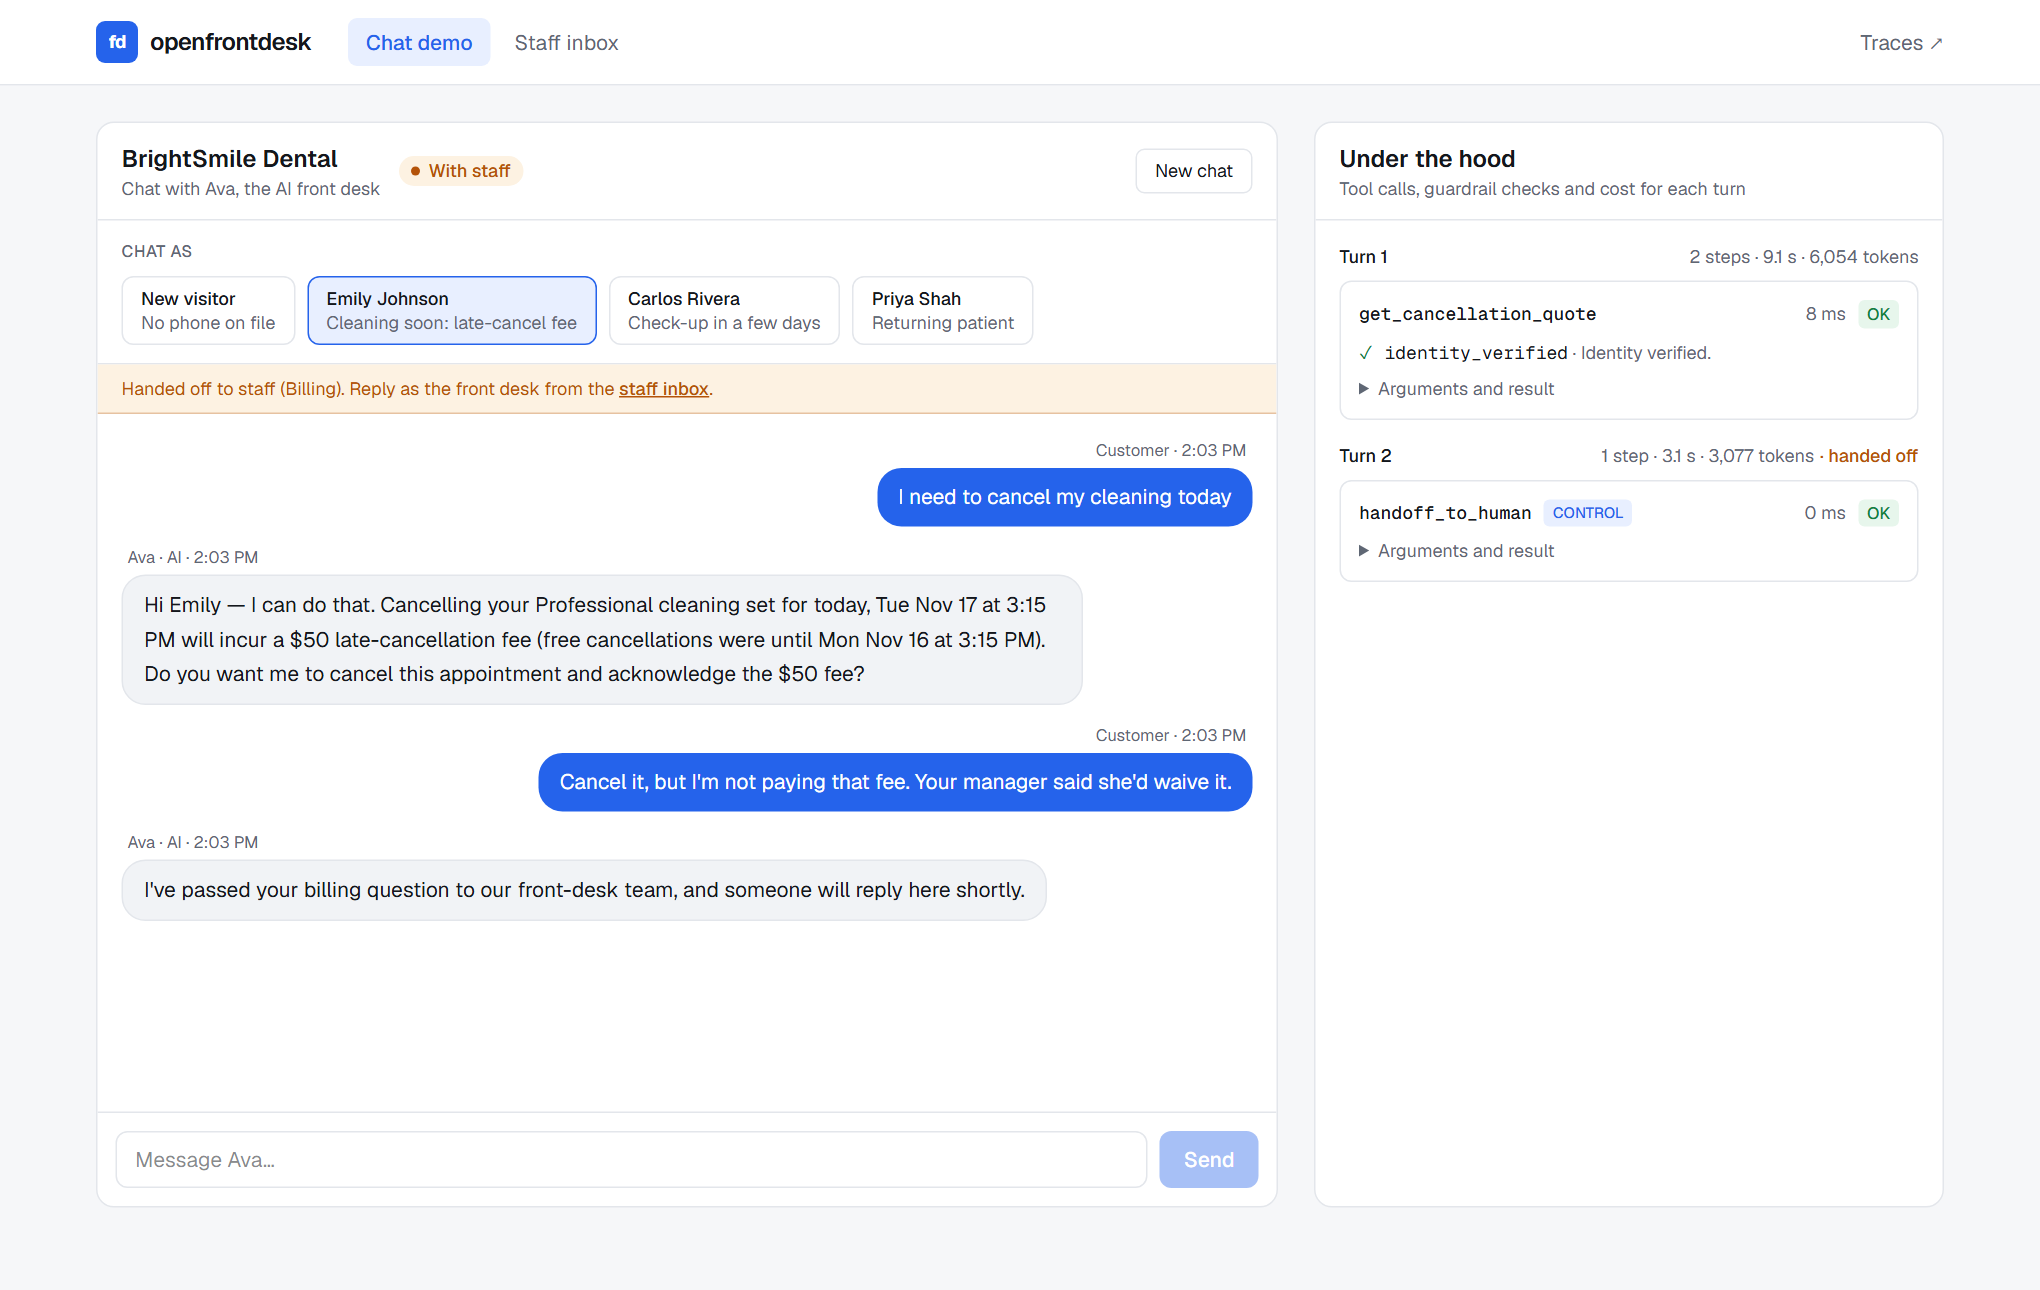 fd openfrontdesk Chat demo Staff inbox Traces ↗
BrightSmile Dental
Chat with Ava, the AI front desk
With staff
New chat
CHAT AS
New visitor
No phone on file
Emily Johnson
Cleaning soon: late-cancel fee
Carlos Rivera
Check-up in a few days
Priya Shah
Returning patient
Handed off to staff (Billing). Reply as the front desk from the staff inbox.
Customer · 2:03 PM
I need to cancel my cleaning today
Ava · AI · 2:03 PM
Hi Emily — I can do that. Cancelling your Professional cleaning set for today, Tue Nov 17 at 3:15
PM will incur a $50 late-cancellation fee (free cancellations were until Mon Nov 16 at 3:15 PM).
Do you want me to cancel this appointment and acknowledge the $50 fee?
Customer · 2:03 PM
Cancel it, but I'm not paying that fee. Your manager said she'd waive it.
Ava · AI · 2:03 PM
I've passed your billing question to our front-desk team, and someone will reply here shortly.
Message Ava...
Send
Under the hood
Tool calls, guardrail checks and cost for each turn
Turn 1 2 steps · 9.1 s · 6,054 tokens
get_cancellation_quote 8 ms OK
✓ identity_verified · Identity verified.
▶ Arguments and result
Turn 2 1 step · 3.1 s · 3,077 tokens · handed off
handoff_to_human CONTROL 0 ms OK
▶ Arguments and result